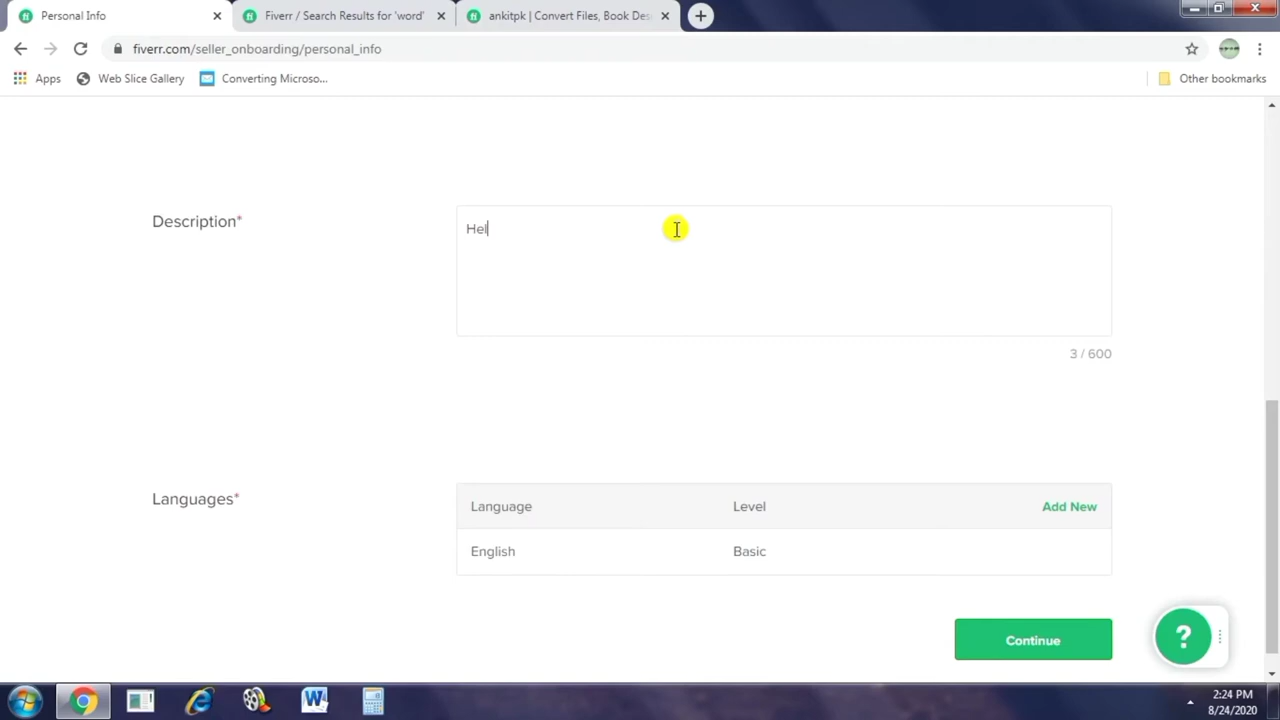 Personal Info
Fiverr / Search Results for 'word'
ankitpk | Convert Files, Book Des
fiverr.com/seller_onboarding/personal_info
Apps
Web Slice Gallery
Converting Microso...
Other bookmarks
Description*
Hel
3 / 600
Languages*
Language
Level
Add New
English
Basic
Continue
?
2:24 PM
8/24/2020